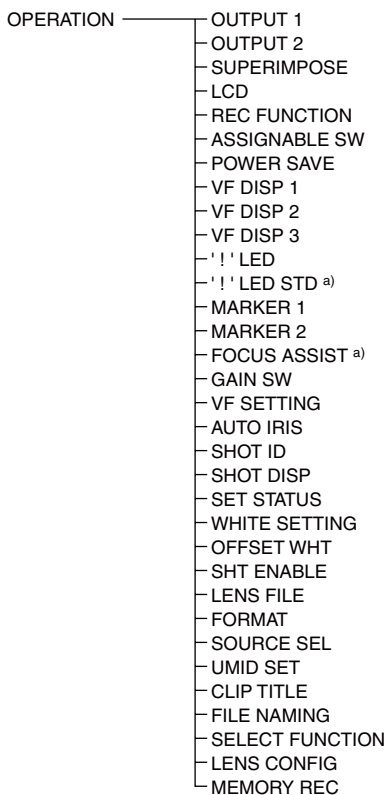 OPERATION
OUTPUT 1
OUTPUT 2
SUPERIMPOSE
LCD
REC FUNCTION
ASSIGNABLE SW
POWER SAVE
VF DISP 1
VF DISP 2
VF DISP 3
' ! ' LED
' ! ' LED STD a)
MARKER 1
MARKER 2
FOCUS ASSIST a)
GAIN SW
VF SETTING
AUTO IRIS
SHOT ID
SHOT DISP
SET STATUS
WHITE SETTING
OFFSET WHT
SHT ENABLE
LENS FILE
FORMAT
SOURCE SEL
UMID SET
CLIP TITLE
FILE NAMING
SELECT FUNCTION
LENS CONFIG
MEMORY REC